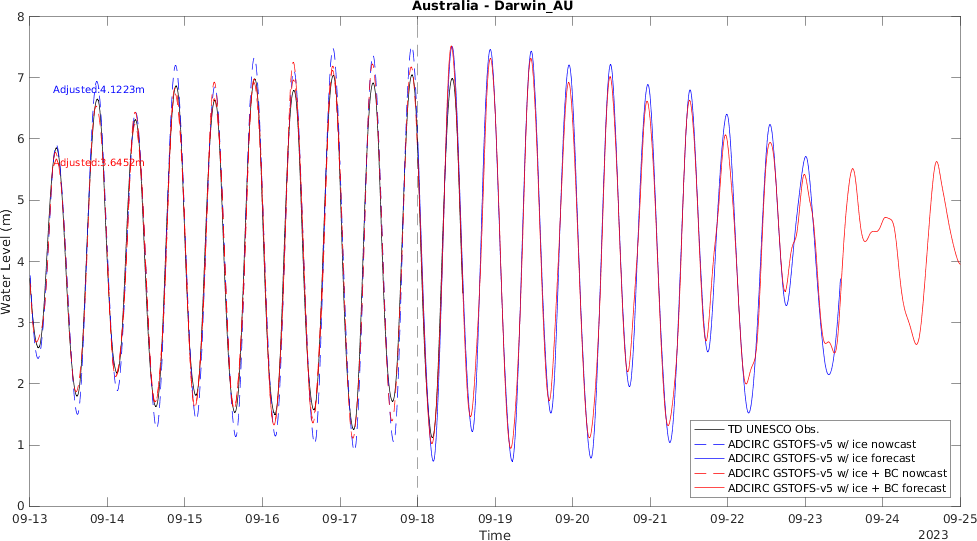 Australia - Darwin_AU
8
7
6
5
4
3
2
1
0
Water Level (m)
Adjusted:4.1223m
Adjusted:3.6452m
TD UNESCO Obs.
ADCIRC GSTOFS-v5 w/ ice nowcast
ADCIRC GSTOFS-v5 w/ ice forecast
ADCIRC GSTOFS-v5 w/ ice + BC nowcast
ADCIRC GSTOFS-v5 w/ ice + BC forecast
09-13 09-14 09-15 09-16 09-17 09-18 09-19 09-20 09-21 09-22 09-23 09-24 09-25
Time
2023